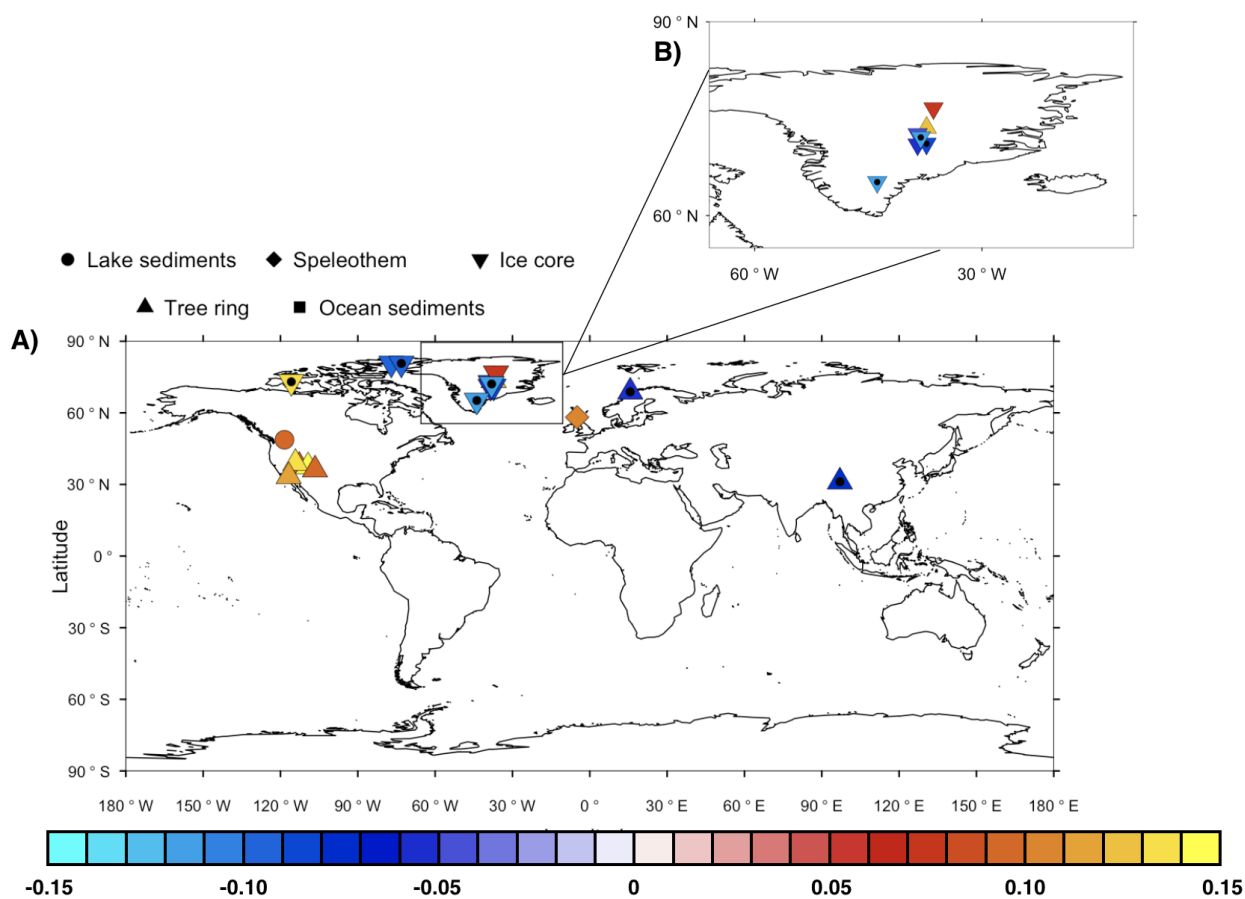 90 ° N
B)
60 ° N
60 ° W 30 ° W
Lake sediments Speleothem Ice core
Tree ring Ocean sediments
A)
90 ° N
60 ° N
30 ° N
0 °
30 ° S
60 ° S
90 ° S
Latitude
180 ° W 150 ° W 120 ° W 90 ° W 60 ° W 30 ° W 0 ° 30 ° E 60 ° E 90 ° E 120 ° E 150 ° E 180 ° E
-0.15 -0.10 -0.05 0 0.05 0.10 0.15